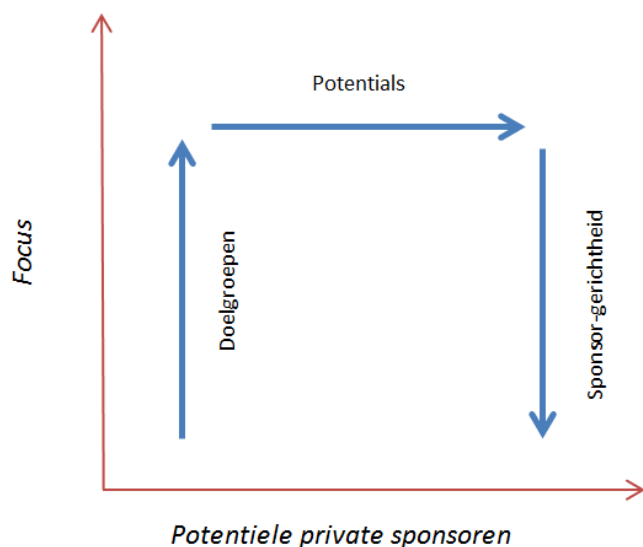 Potentials
Focus
Doelgroepen
Sponsor-gerichtheid
Potentiele private sponsoren